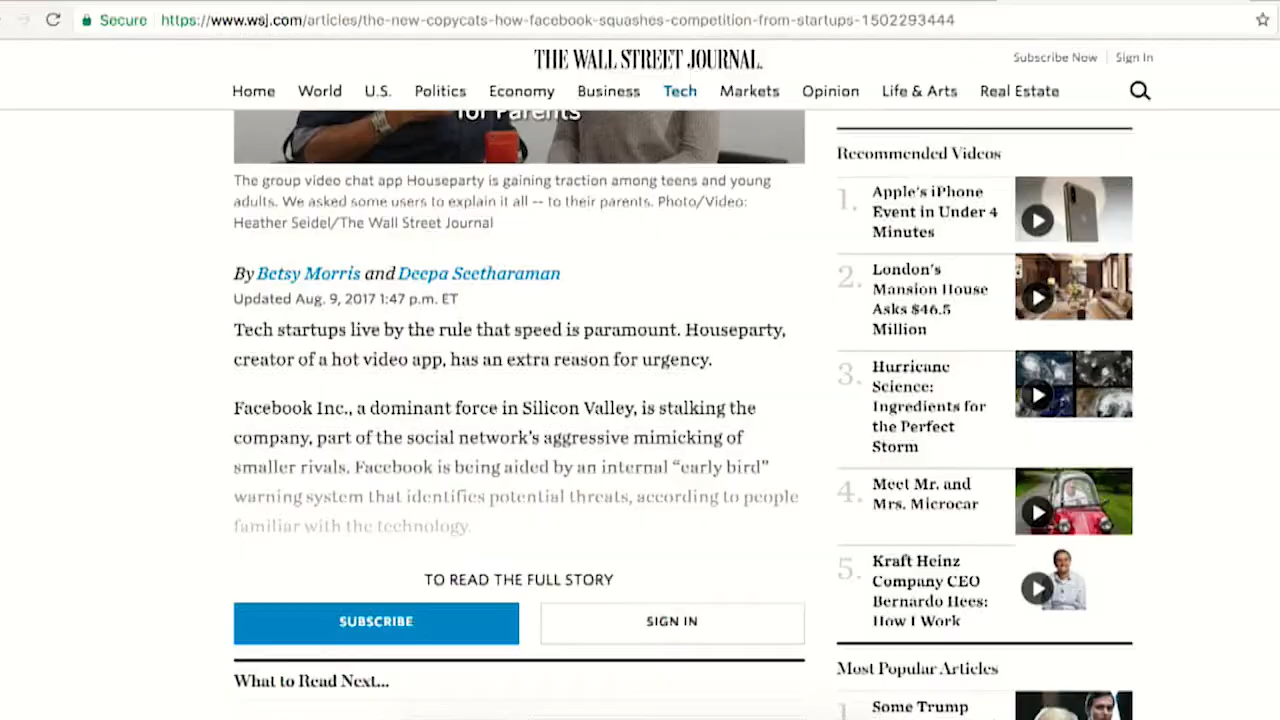 Secure https://www.wsj.com/articles/the-new-copycats-how-facebook-squashes-competition-from-startups-1502293444
THE WALL STREET JOURNAL.
Subscribe Now Sign In
Home World U.S. Politics Economy Business Tech Markets Opinion Life & Arts Real Estate
for Parents
The group video chat app Houseparty is gaining traction among teens and young
adults. We asked some users to explain it all -- to their parents. Photo/Video:
Heather Seidel/The Wall Street Journal
By Betsy Morris and Deepa Seetharaman
Updated Aug. 9, 2017 1:47 p.m. ET
Tech startups live by the rule that speed is paramount. Houseparty,
creator of a hot video app, has an extra reason for urgency.
Facebook Inc., a dominant force in Silicon Valley, is stalking the
company, part of the social network's aggressive mimicking of
smaller rivals. Facebook is being aided by an internal “early bird”
warning system that identifies potential threats, according to people
familiar with the technology.
TO READ THE FULL STORY
SUBSCRIBE
SIGN IN
What to Read Next...
Recommended Videos
1. Apple's iPhone
Event in Under 4
Minutes
2. London's
Mansion House
Asks $46.5
Million
3. Hurricane
Science:
Ingredients for
the Perfect
Storm
4. Meet Mr. and
Mrs. Microcar
5. Kraft Heinz
Company CEO
Bernardo Hees:
How I Work
Most Popular Articles
1. Some Trump